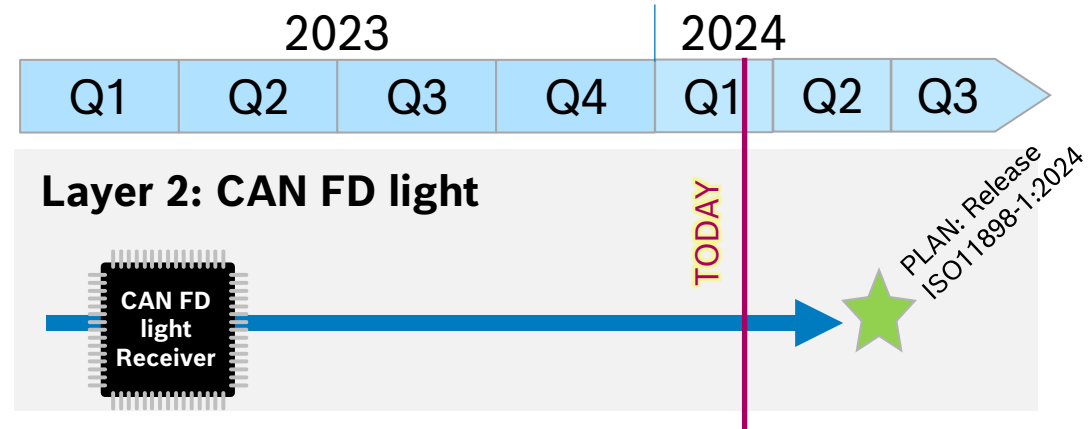 2023
2024
Q1
Q2
Q3
Q4
Q1
Q2
Q3
Layer 2: CAN FD light
TODAY
PLAN: Release
ISO11898-1:2024
CAN FD
light
Receiver